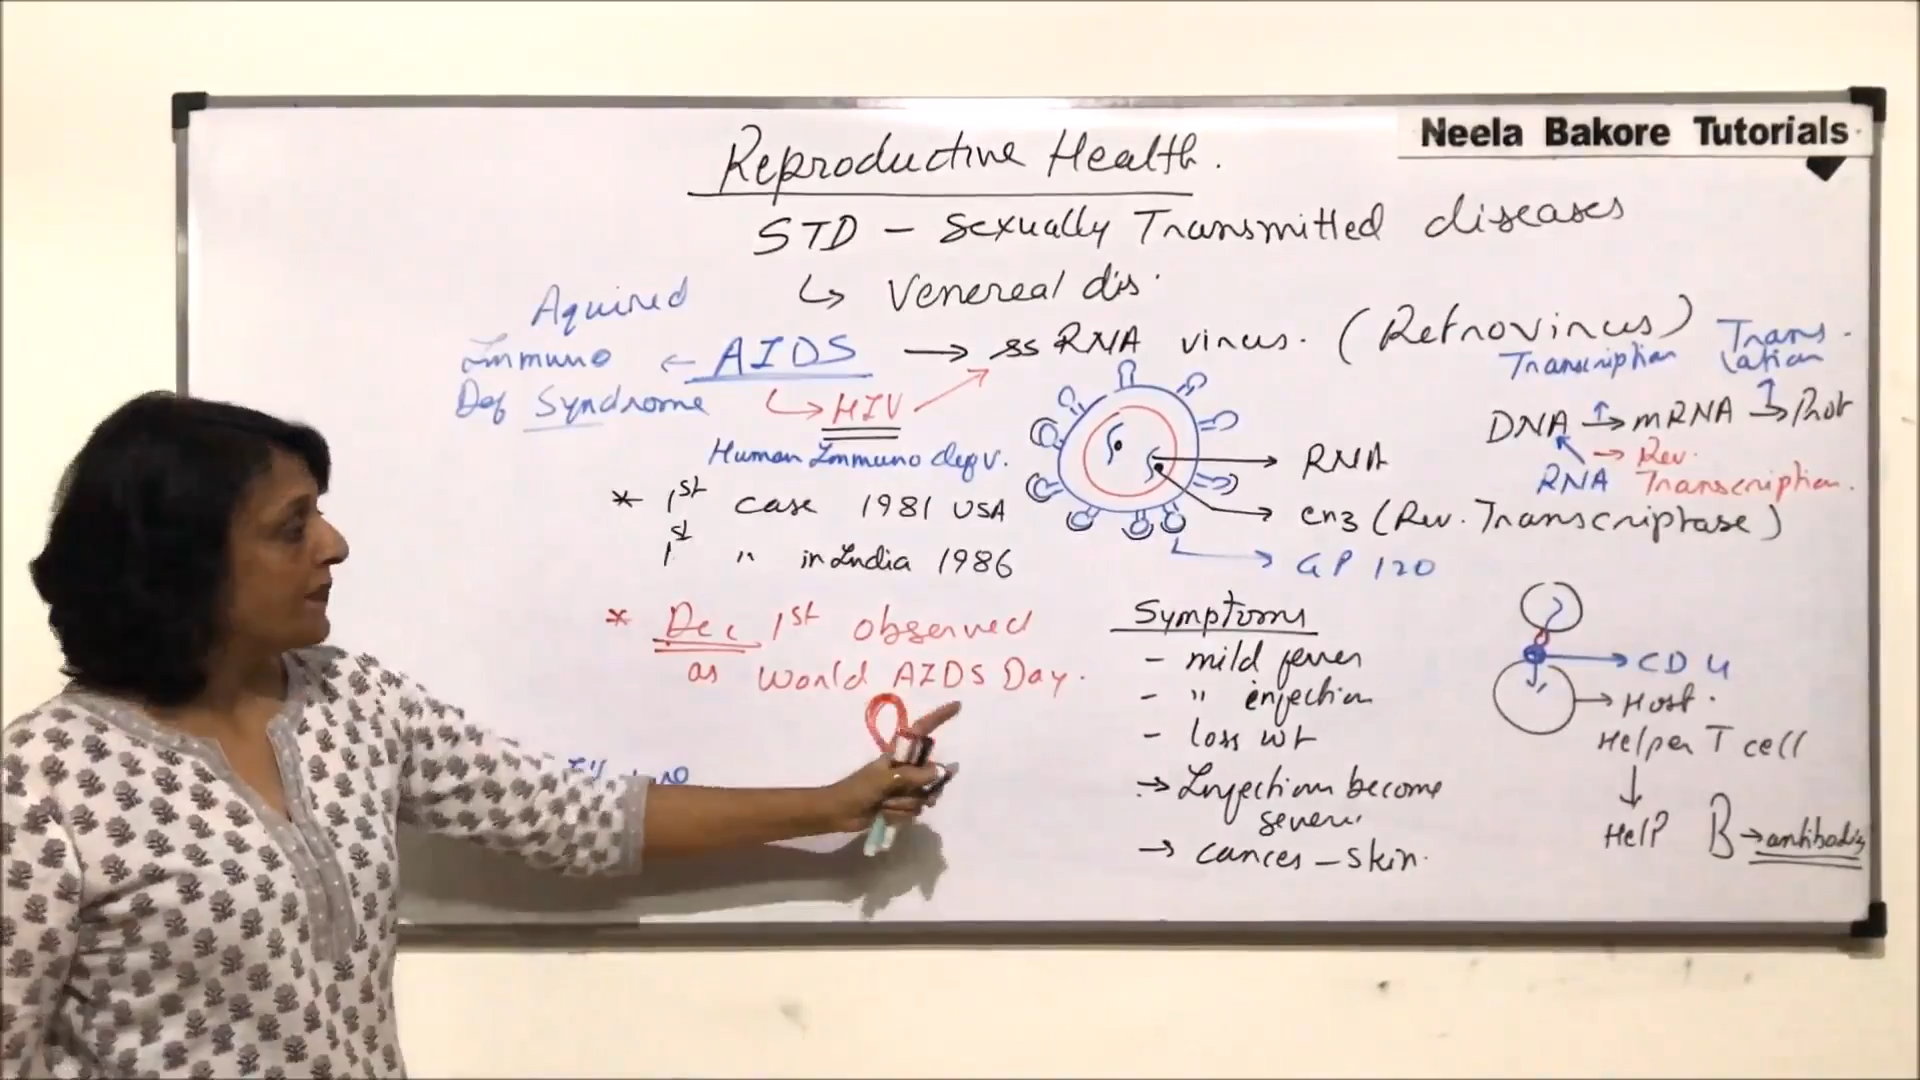 Neela Bakore Tutorials
Reproductive Health.
STD - Sexually Transmitted diseases
↳ Venereal dis.
Aquired
Immuno ← AIDS → ss RNA virus. (Retrovirus)
Def Syndrome
↳ HIV
Human Immuno def v.
* 1st case 1981 USA
1st " in India 1986
* Dec 1st observed
as World AIDS Day.
RNA
enz (Rev. Transcriptase)
GP 120
Transcription Trans
lation
DNA → mRNA → Prot
→ Rev.
RNA Transcription.
Symptoms
- mild fever
- " infection
- loss wt
→ Infection become
severe
→ cances - skin.
→ CD4
→ Host.
Helper T cell
↓
Help B → antibodies